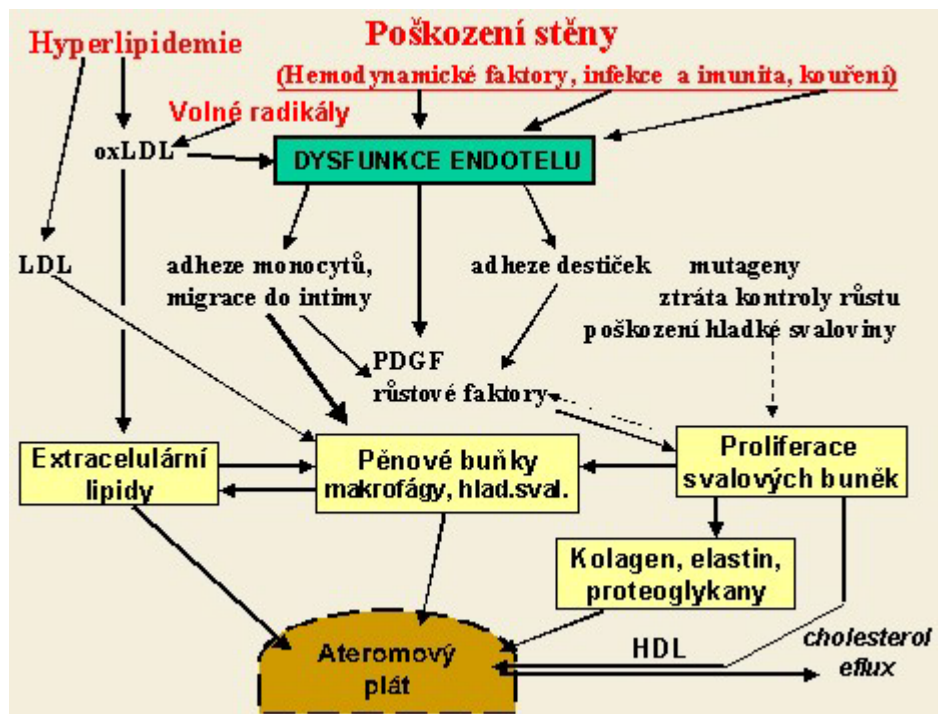 Hyperlipidemie
Poškození stěny
(Hemodynamické faktory, infekce a imunita, kouření)
Volné radikály
oxLDL
DYSFUNKCE ENDOTELU
LDL
adheze monocytů,
migrace do intimy
adheze destiček
mutageny
ztráta kontroly růstu
poškození hladké svaloviny
PDGF
růstové faktory
Extracelulární
lipidy
Pěnové buňky
makrofágy, hlad.sval.
Proliferace
svalových buněk
Kolagen, elastin,
proteoglykany
Ateromový
plát
HDL
cholesterol
eflux